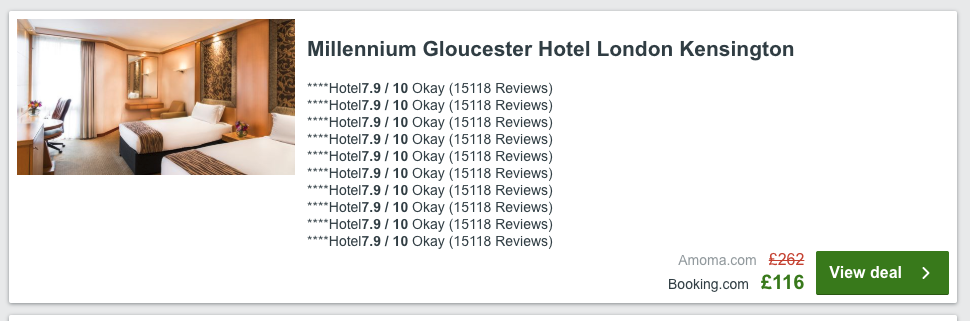 Millennium Gloucester Hotel London Kensington
****Hotel7.9 / 10 Okay (15118 Reviews)
****Hotel7.9 / 10 Okay (15118 Reviews)
****Hotel7.9 / 10 Okay (15118 Reviews)
****Hotel7.9 / 10 Okay (15118 Reviews)
****Hotel7.9 / 10 Okay (15118 Reviews)
****Hotel7.9 / 10 Okay (15118 Reviews)
****Hotel7.9 / 10 Okay (15118 Reviews)
****Hotel7.9 / 10 Okay (15118 Reviews)
****Hotel7.9 / 10 Okay (15118 Reviews)
****Hotel7.9 / 10 Okay (15118 Reviews)
Amoma.com £262
Booking.com £116
View deal